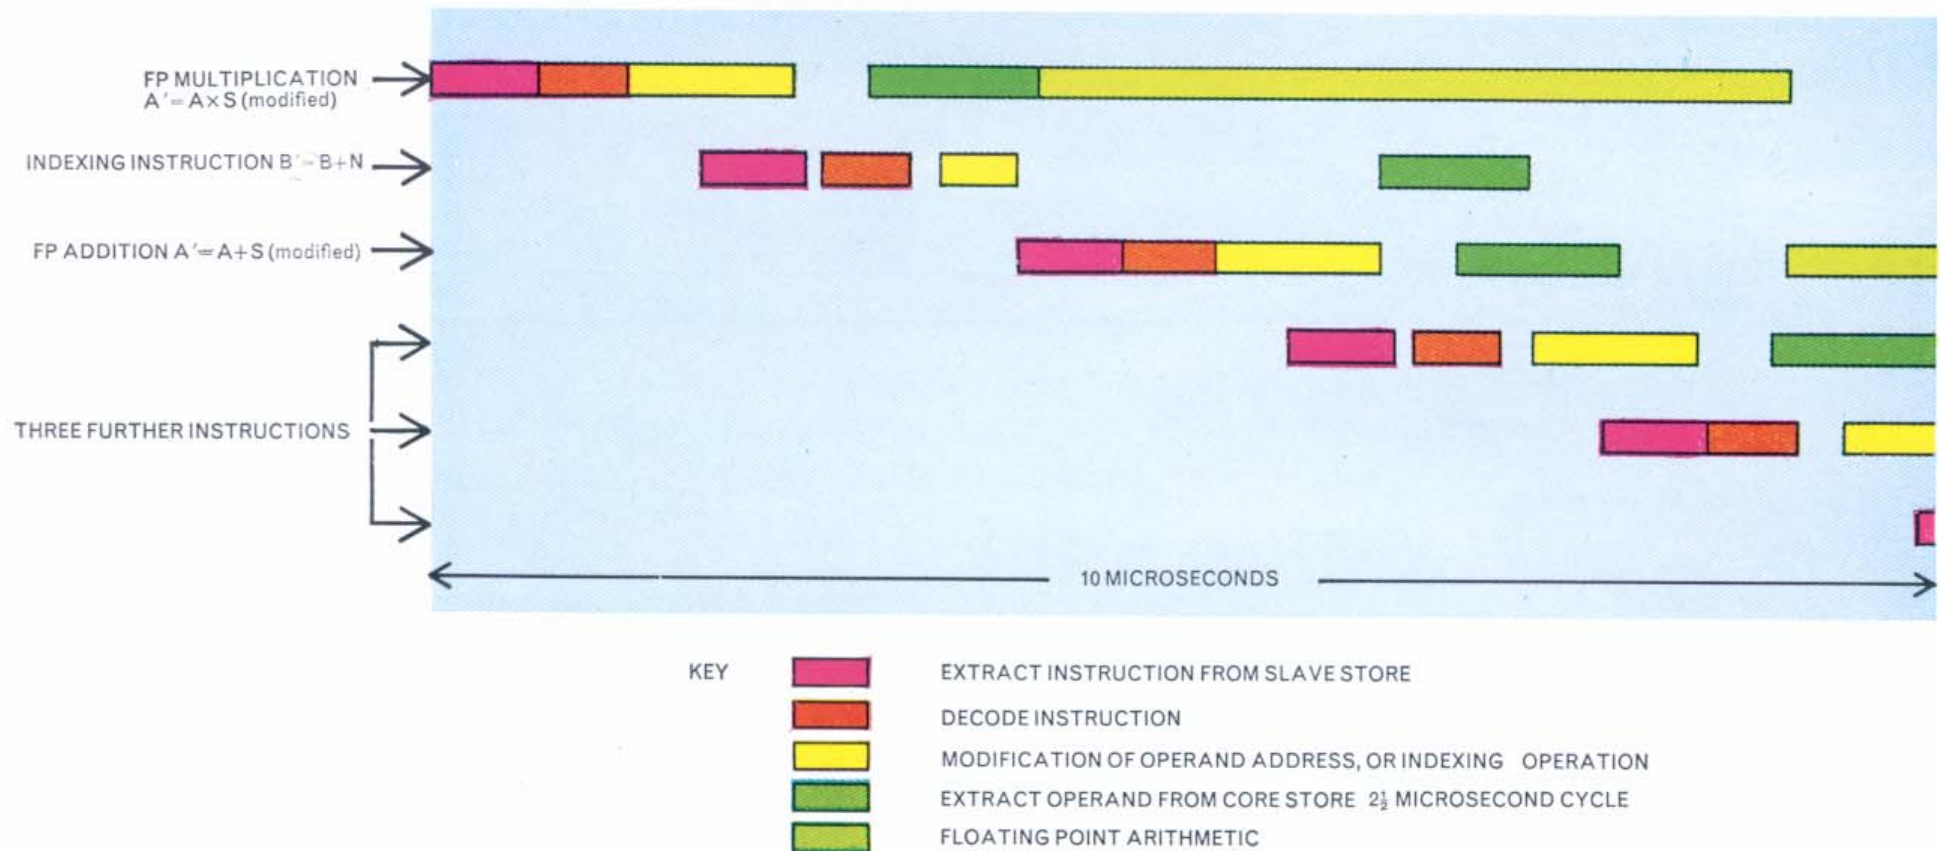 FP MULTIPLICATION
A′=A×S (modified)
INDEXING INSTRUCTION B′=B+N
FP ADDITION A′=A+S (modified)
THREE FURTHER INSTRUCTIONS
10 MICROSECONDS
KEY
EXTRACT INSTRUCTION FROM SLAVE STORE
DECODE INSTRUCTION
MODIFICATION OF OPERAND ADDRESS, OR INDEXING OPERATION
EXTRACT OPERAND FROM CORE STORE 2½ MICROSECOND CYCLE
FLOATING POINT ARITHMETIC